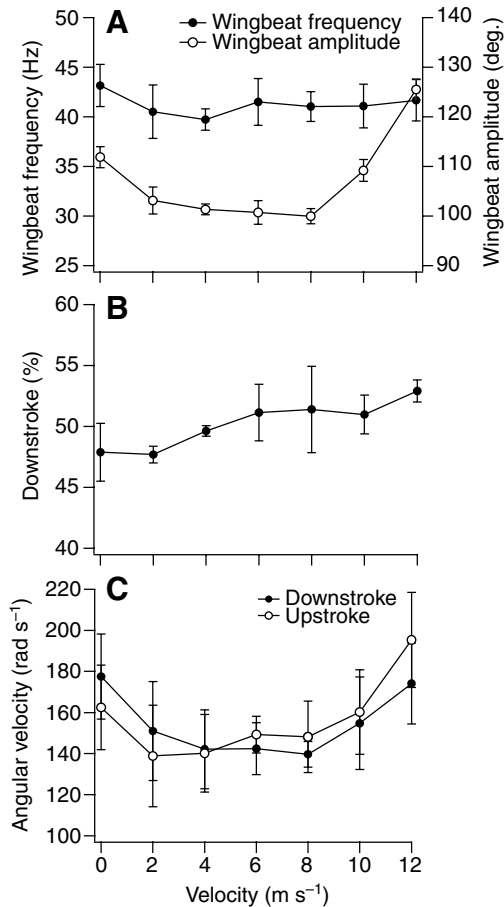 A
Wingbeat frequency
Wingbeat amplitude
Wingbeat frequency (Hz)
50
45
40
35
30
25
Wingbeat amplitude (deg.)
140
130
120
110
100
90
B
Downstroke (%)
60
55
50
45
40
C
Downstroke
Upstroke
Angular velocity (rad s–1)
220
200
180
160
140
120
100
0 2 4 6 8 10 12
Velocity (m s–1)